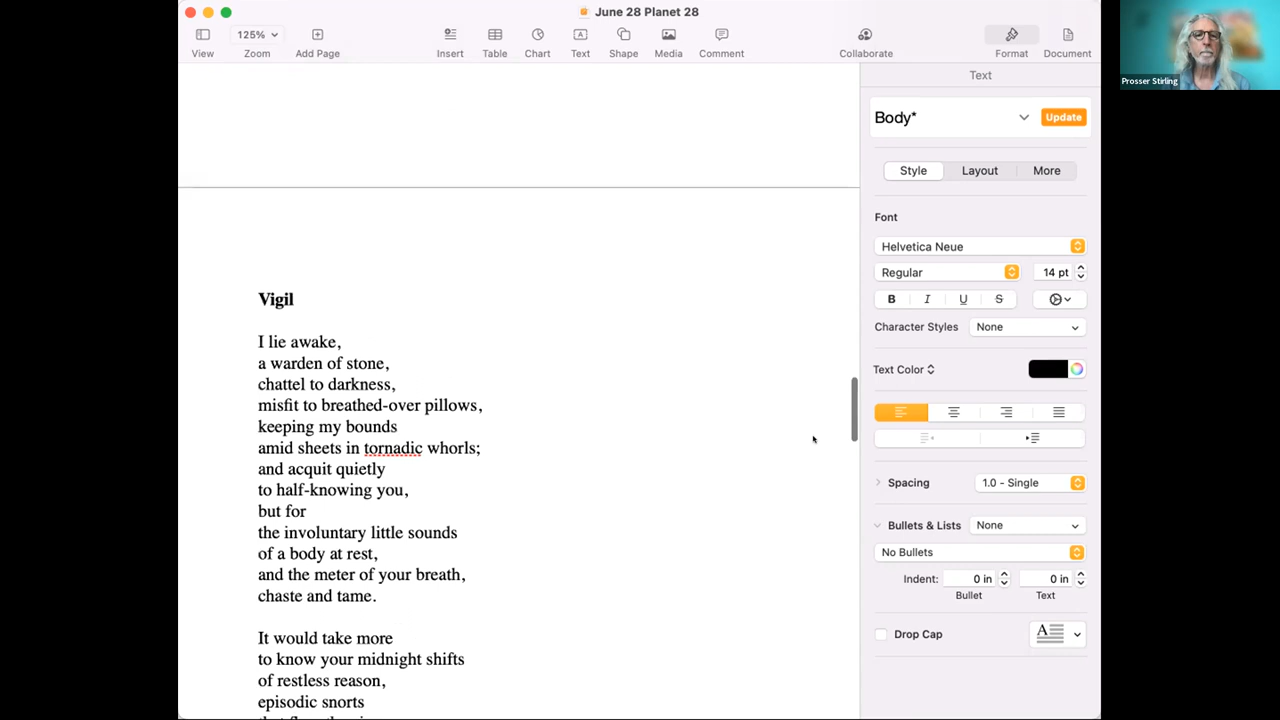 June 28 Planet 28
125%
View
Zoom
Add Page
Insert
Table
Chart
Text
Shape
Media
Comment
Collaborate
Format
Document
Prosser Stirling
Text
Body*
Update
Style
Layout
More
Font
Helvetica Neue
Regular
14 pt
B I U S
Character Styles
None
Text Color
Spacing
1.0 - Single
Bullets & Lists
None
No Bullets
Indent:
0 in
0 in
Bullet
Text
Drop Cap
A
Vigil
I lie awake,
a warden of stone,
chattel to darkness,
misfit to breathed-over pillows,
keeping my bounds
amid sheets in tornadic whorls;
and acquit quietly
to half-knowing you,
but for
the involuntary little sounds
of a body at rest,
and the meter of your breath,
chaste and tame.
It would take more
to know your midnight shifts
of restless reason,
episodic snorts